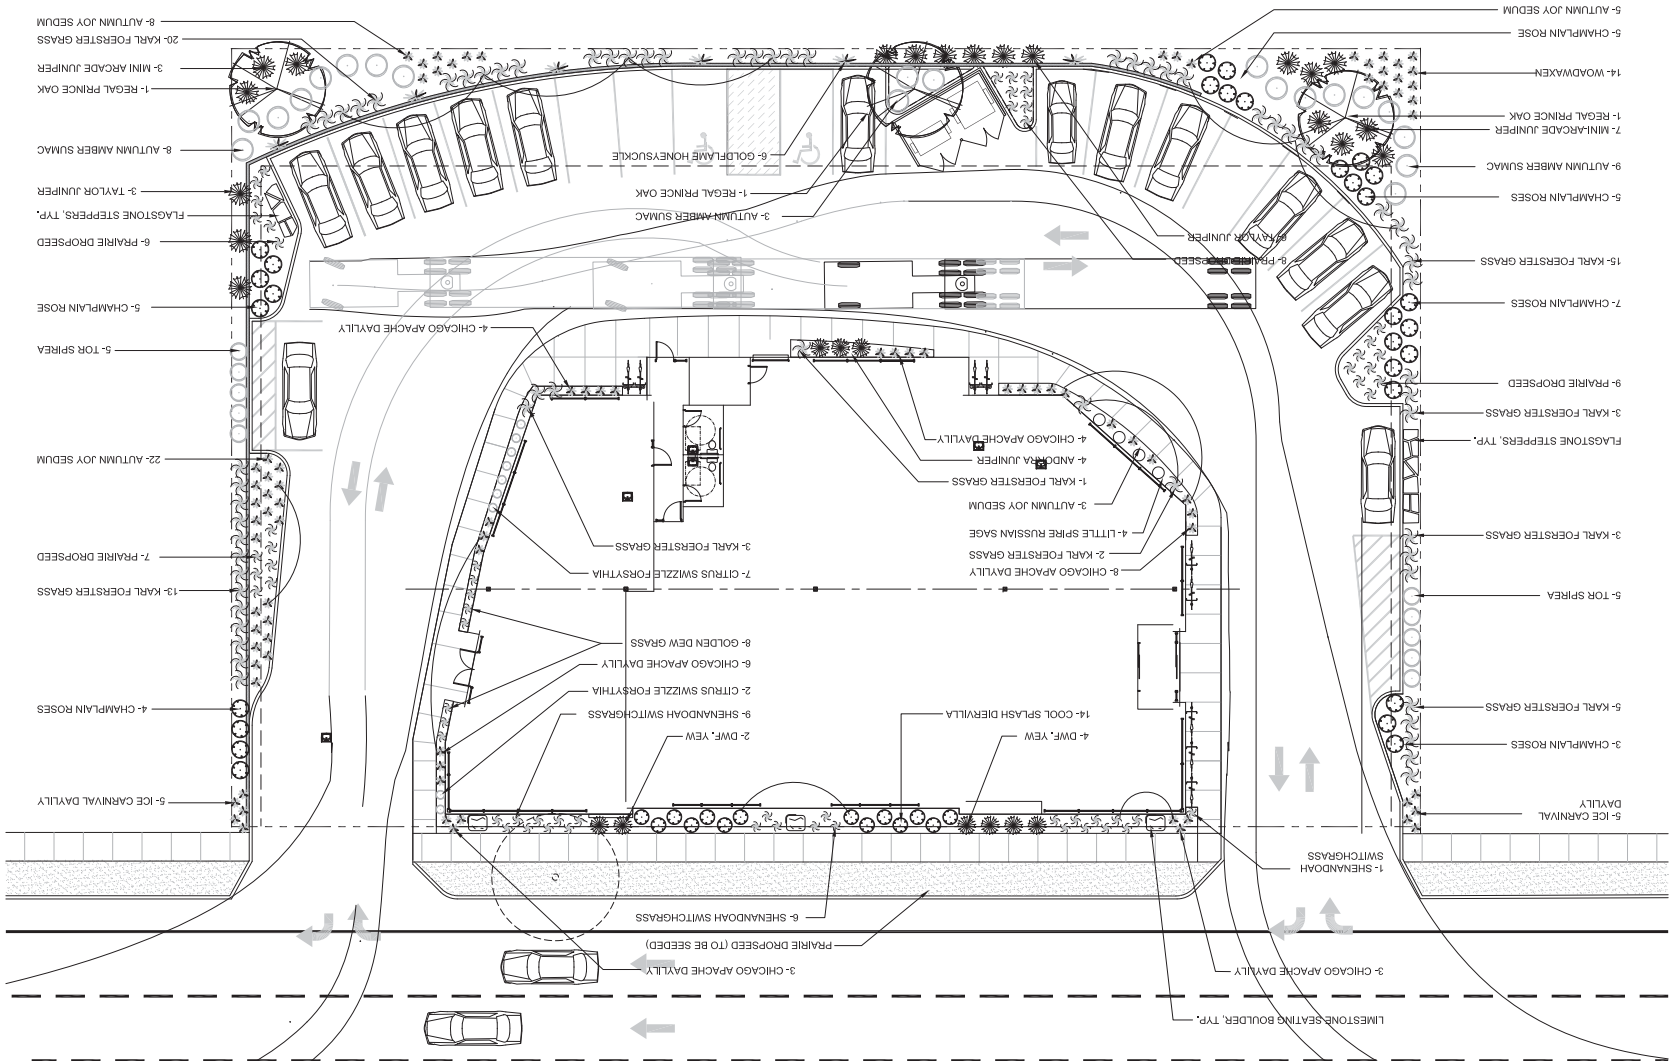 LIMESTONE SEATING BOULDER, TYP.
3- CHICAGO APACHE DAYLILY
3- CHICAGO APACHE DAYLILY
PRAIRIE DROPSEED (TO BE SEEDED)
6- SHENANDOAH SWITCHGRASS
1- SHENANDOAH
SWITCHGRASS
5- ICE CARNIVAL
DAYLILY
5- ICE CARNIVAL DAYLILY
3- CHAMPLAIN ROSES
4- DWF. YEW
2- DWF. YEW
14- COOL SPLASH DIERVILLA
9- SHENANDOAH SWITCHGRASS
5- KARL FOERSTER GRASS
4- CHAMPLAIN ROSES
2- CITRUS SWIZZLE FORSYTHIA
6- CHICAGO APACHE DAYLILY
8- GOLDEN DEW GRASS
5- TOR SPIREA
13- KARL FOERSTER GRASS
7- CITRUS SWIZZLE FORSYTHIA
8- CHICAGO APACHE DAYLILY
2- KARL FOERSTER GRASS
7- PRAIRIE DROPSEED
3- KARL FOERSTER GRASS
3- KARL FOERSTER GRASS
4- LITTLE SPIRE RUSSIAN SAGE
3- AUTUMN JOY SEDUM
1- KARL FOERSTER GRASS
4- ANDORRA JUNIPER
22- AUTUMN JOY SEDUM
FLAGSTONE STEPPERS, TYP.
4- CHICAGO APACHE DAYLILY
3- KARL FOERSTER GRASS
9- PRAIRIE DROPSEED
5- TOR SPIREA
4- CHICAGO APACHE DAYLILY
7- CHAMPLAIN ROSES
5- CHAMPLAIN ROSE
15- KARL FOERSTER GRASS
8- PRAIRIE DROPSEED
6- TAYLOR JUNIPER
6- PRAIRIE DROPSEED
3- AUTUMN AMBER SUMAC
FLAGSTONE STEPPERS, TYP.
5- CHAMPLAIN ROSES
1- REGAL PRINCE OAK
3- TAYLOR JUNIPER
9- AUTUMN AMBER SUMAC
6- GOLDFLAME HONEYSUCKLE
8- AUTUMN AMBER SUMAC
7- MINI-ARCADE JUNIPER
1- REGAL PRINCE OAK
1- REGAL PRINCE OAK
14- WOADWAXEN
3- MINI ARCADE JUNIPER
5- CHAMPLAIN ROSE
20- KARL FOERSTER GRASS
5- AUTUMN JOY SEDUM
8- AUTUMN JOY SEDUM